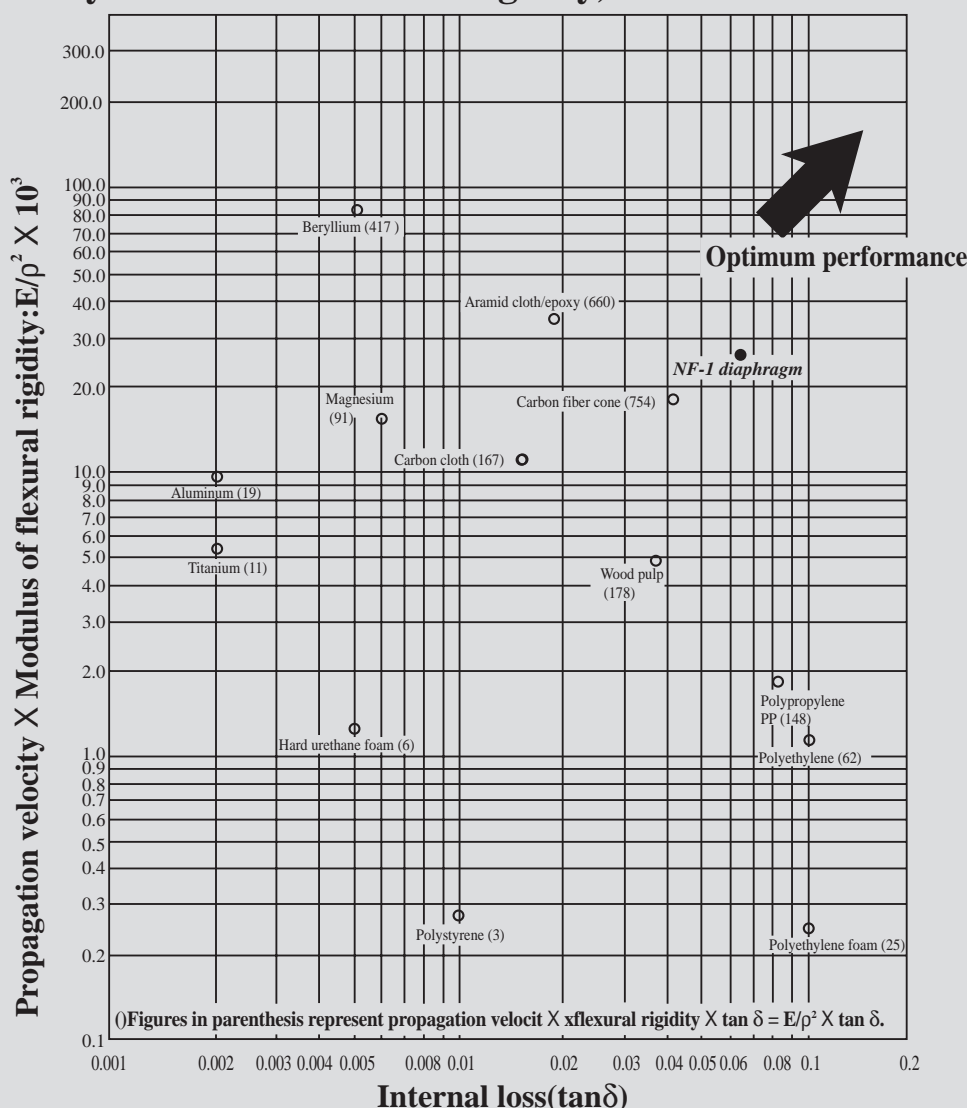 300.0
200.0
100.0
90.0
80.0
70.0
60.0
50.0
40.0
30.0
20.0
10.0
9.0
8.0
7.0
6.0
5.0
4.0
3.0
2.0
1.0
0.9
0.8
0.7
0.6
0.5
0.4
0.3
0.2
0.1
Propagation velocity X Modulus of flexural rigidity:E/ρ² X 10³
Beryllium (417 )
Optimum performance
Aramid cloth/epoxy (660)
NF-1 diaphragm
Magnesium
(91)
Carbon fiber cone (754)
Carbon cloth (167)
Aluminum (19)
Titanium (11)
Wood pulp
(178)
Polypropylene
PP (148)
Hard urethane foam (6)
Polyethylene (62)
Polystyrene (3)
Polyethylene foam (25)
()Figures in parenthesis represent propagation velocit X xflexural rigidity X tan δ = E/ρ² X tan δ.
0.001 0.002 0.003 0.004 0.005 0.008 0.01 0.02 0.03 0.04 0.05 0.06 0.08 0.1 0.2
Internal loss(tanδ)